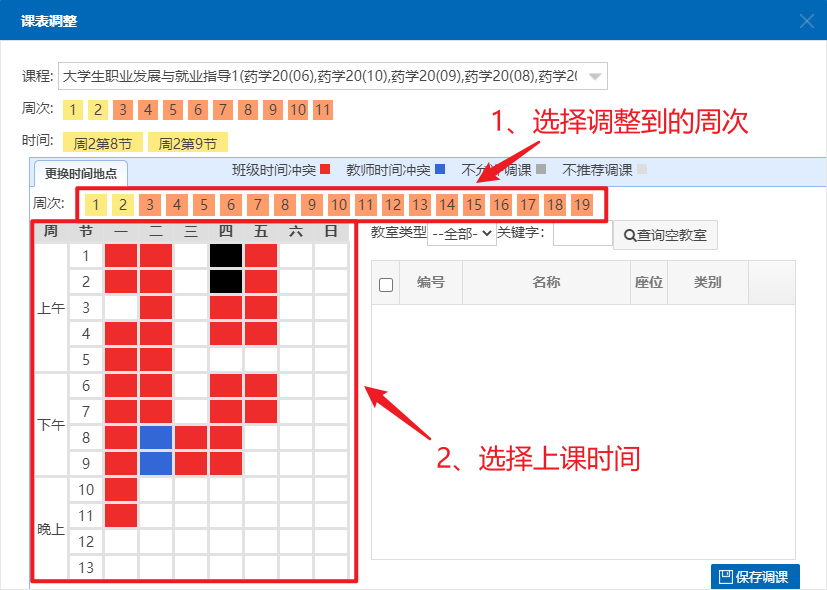 课表调整
课程: 大学生职业发展与就业指导1(药学20(06),药学20(10),药学20(09),药学20(08),药学20(
周次: 1 2 3 4 5 6 7 8 9 10 11
1、选择调整到的周次
时间: 周2第8节 周2第9节
更换时间地点 班级时间冲突 教师时间冲突 不允许调课 不推荐调课
周次: 1 2 3 4 5 6 7 8 9 10 11 12 13 14 15 16 17 18 19
周 节 一 二 三 四 五 六 日
教室类型 --全部- 关键字: 查询空教室
编号 名称 座位 类别
上午
1
2
3
4
5
下午
6
7
8
9
2、选择上课时间
晚上
10
11
12
13
保存调课